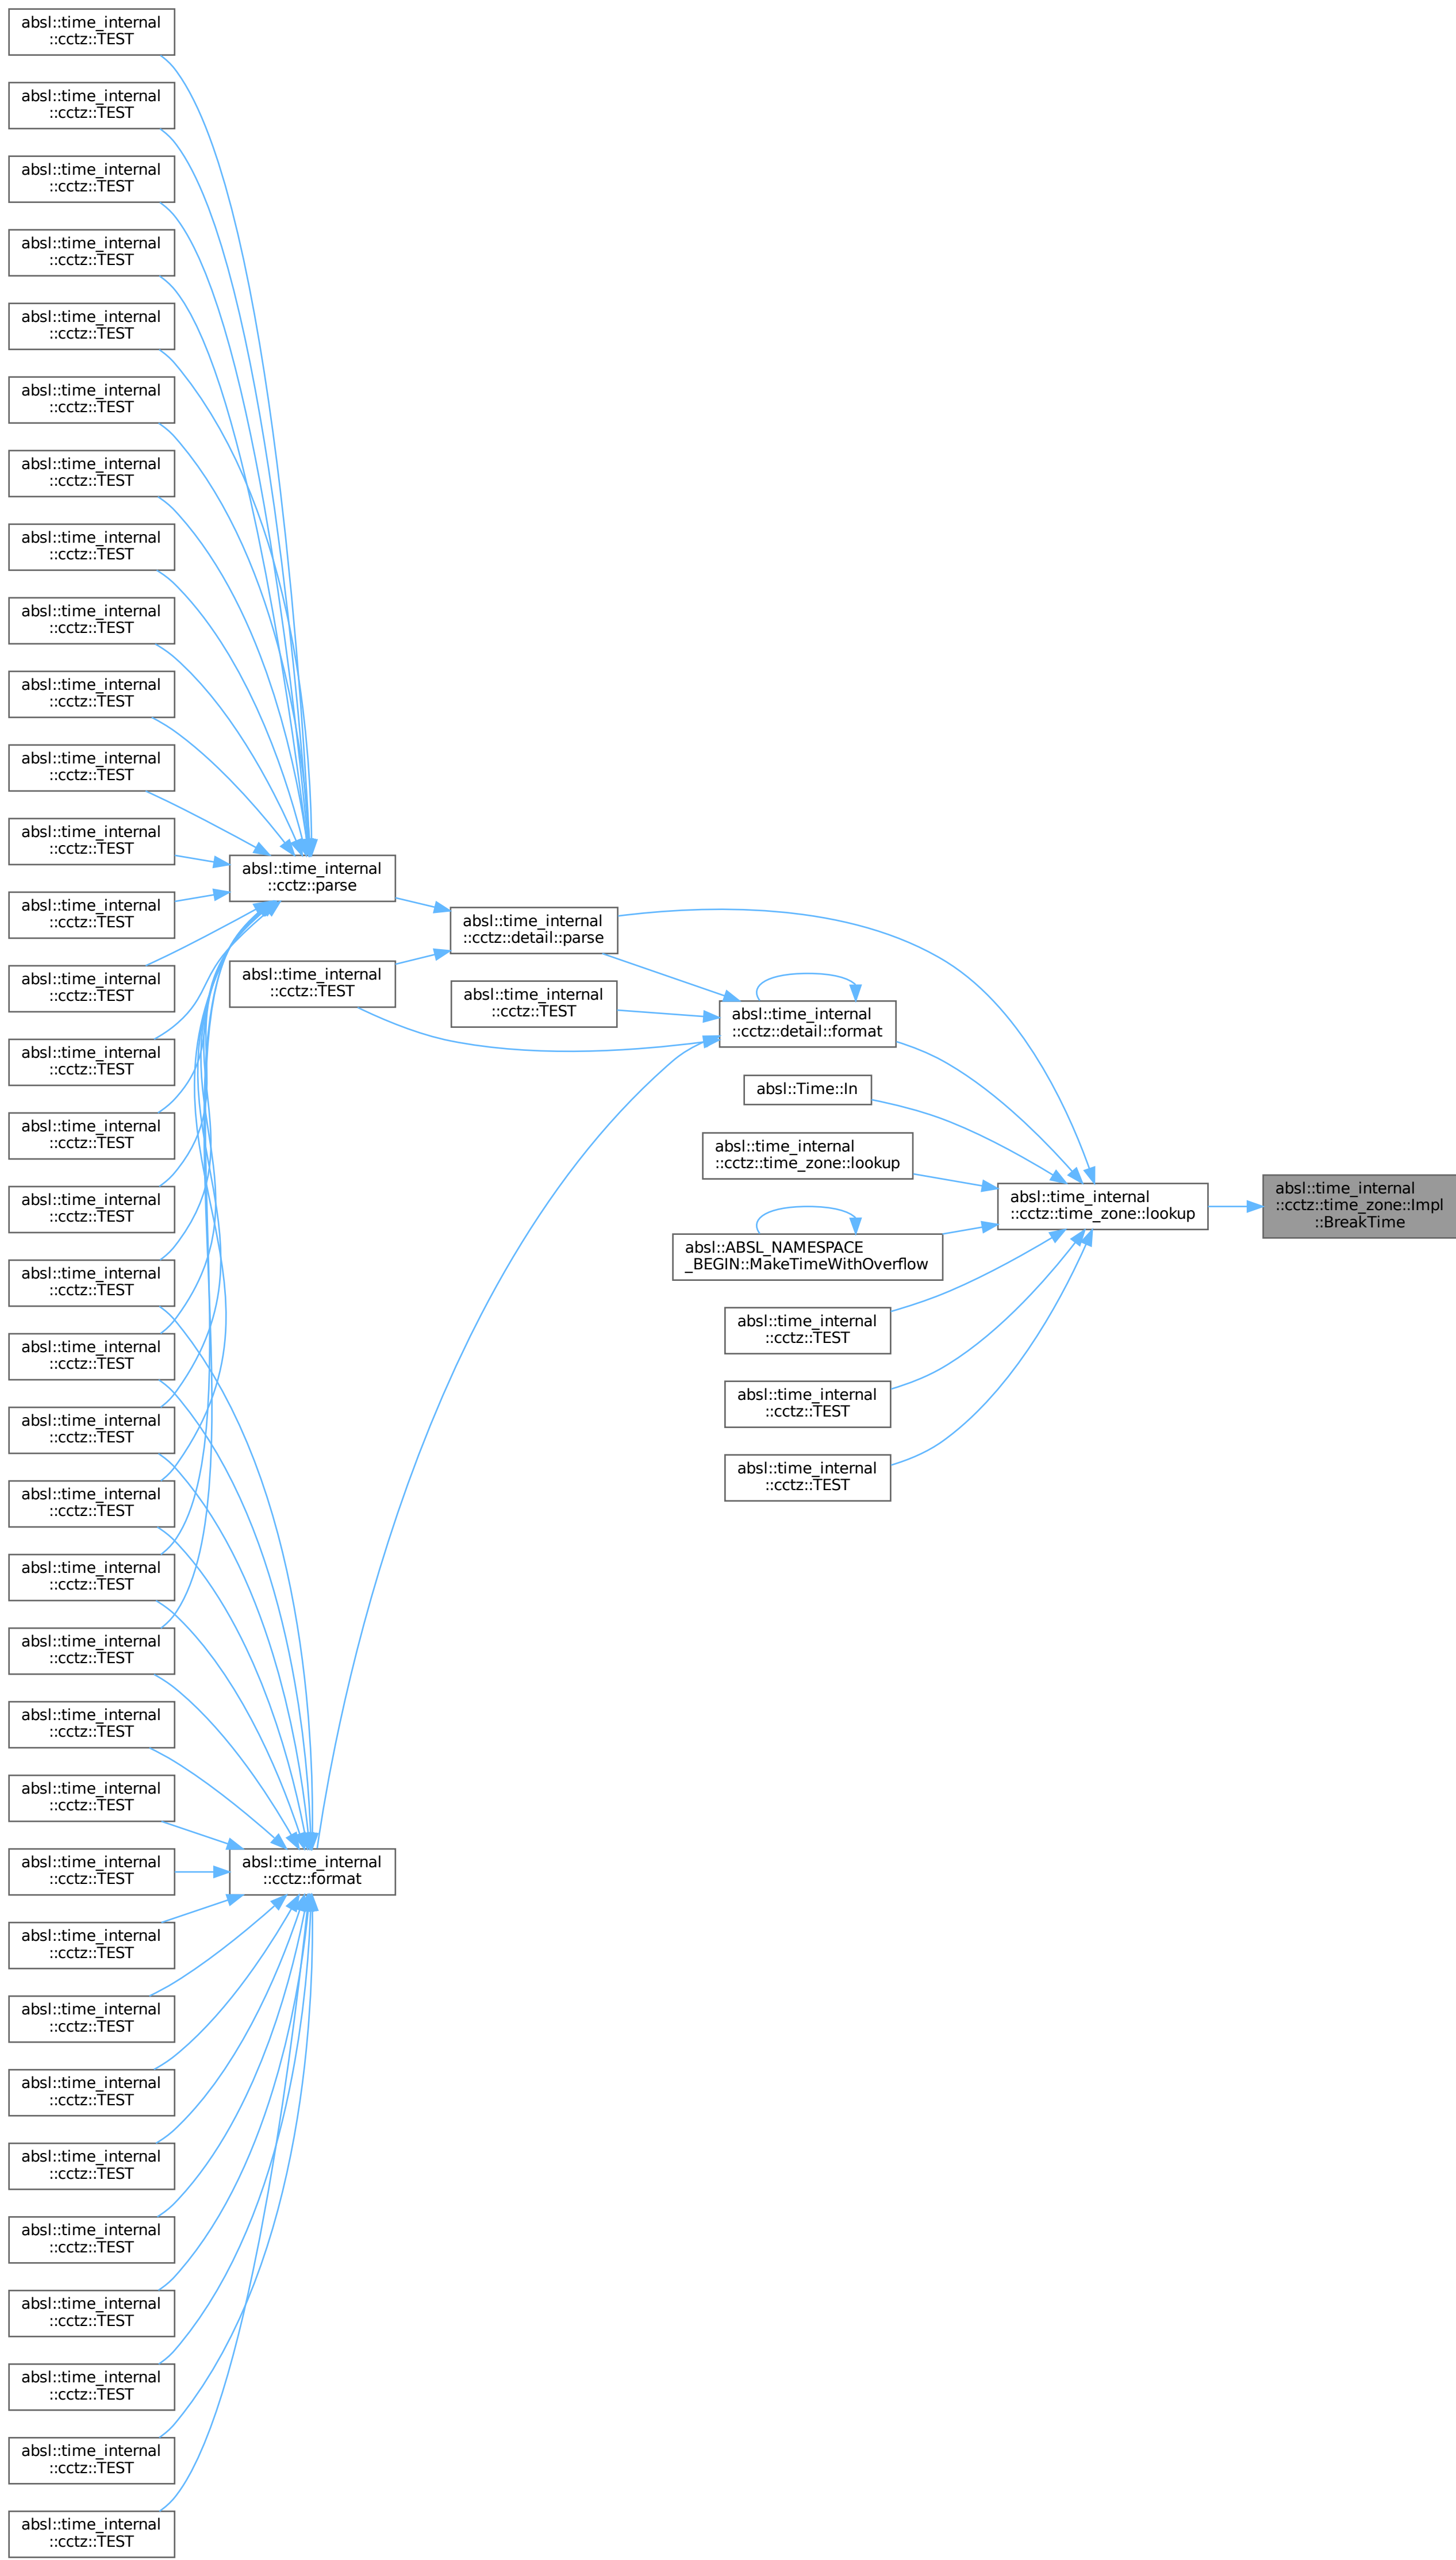 absl::time_internal
::cctz::TEST
absl::time_internal
::cctz::TEST
absl::time_internal
::cctz::TEST
absl::time_internal
::cctz::TEST
absl::time_internal
::cctz::TEST
absl::time_internal
::cctz::TEST
absl::time_internal
::cctz::TEST
absl::time_internal
::cctz::TEST
absl::time_internal
::cctz::TEST
absl::time_internal
::cctz::TEST
absl::time_internal
::cctz::TEST
absl::time_internal
::cctz::TEST
absl::time_internal
::cctz::TEST
absl::time_internal
::cctz::TEST
absl::time_internal
::cctz::TEST
absl::time_internal
::cctz::TEST
absl::time_internal
::cctz::TEST
absl::time_internal
::cctz::TEST
absl::time_internal
::cctz::TEST
absl::time_internal
::cctz::TEST
absl::time_internal
::cctz::TEST
absl::time_internal
::cctz::TEST
absl::time_internal
::cctz::TEST
absl::time_internal
::cctz::TEST
absl::time_internal
::cctz::TEST
absl::time_internal
::cctz::TEST
absl::time_internal
::cctz::TEST
absl::time_internal
::cctz::TEST
absl::time_internal
::cctz::TEST
absl::time_internal
::cctz::TEST
absl::time_internal
::cctz::TEST
absl::time_internal
::cctz::TEST
absl::time_internal
::cctz::TEST
absl::time_internal
::cctz::TEST
absl::time_internal
::cctz::TEST
absl::time_internal
::cctz::parse
absl::time_internal
::cctz::TEST
absl::time_internal
::cctz::format
absl::time_internal
::cctz::detail::parse
absl::time_internal
::cctz::TEST
absl::time_internal
::cctz::detail::format
absl::Time::In
absl::time_internal
::cctz::time_zone::lookup
absl::ABSL_NAMESPACE
_BEGIN::MakeTimeWithOverflow
absl::time_internal
::cctz::TEST
absl::time_internal
::cctz::TEST
absl::time_internal
::cctz::TEST
absl::time_internal
::cctz::time_zone::lookup
absl::time_internal
::cctz::time_zone::Impl
::BreakTime